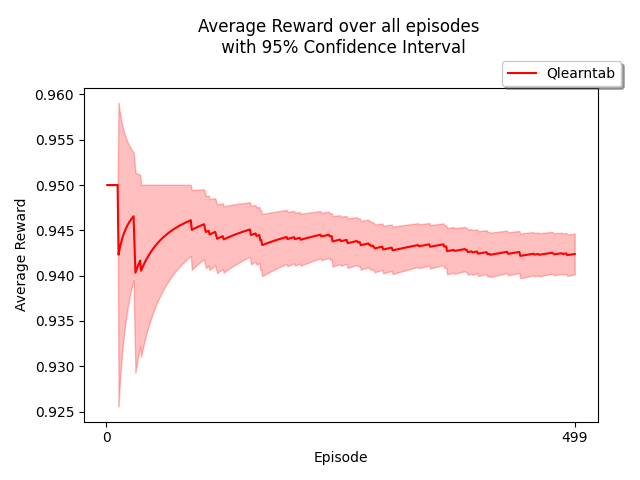 Average Reward over all episodes
with 95% Confidence Interval
Qlearntab
0.960
0.955
0.950
0.945
0.940
0.935
0.930
0.925
Average Reward
0 499
Episode